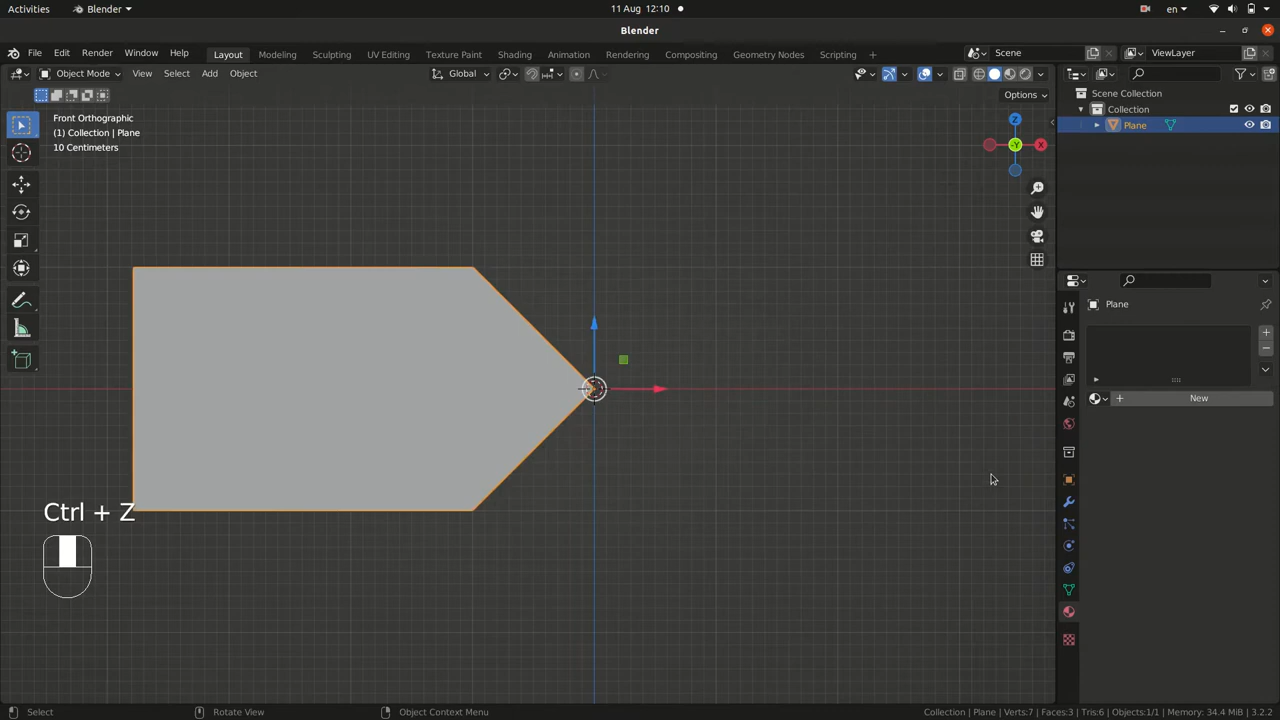 Activities
Blender
11 Aug 12:10
en
Blender
File Edit Render Window Help
Layout Modeling Sculpting UV Editing Texture Paint Shading Animation Rendering Compositing Geometry Nodes Scripting
Scene
ViewLayer
Object Mode View Select Add Object
Global
Options
Front Orthographic
(1) Collection | Plane
10 Centimeters
Z
-Y
X
Scene Collection
Collection
Plane
Plane
New
Ctrl + Z
Select
Rotate View
Object Context Menu
Collection | Plane | Verts:7 | Faces:3 | Tris:6 | Objects:1/1 | Memory: 34.4 MiB | 3.2.2